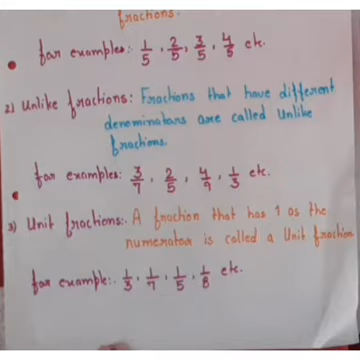 fractions.
for examples:- 1/5, 2/5, 3/5, 4/5 etc.
2) Unlike fractions: Fractions that have different
denominators are called Unlike
fractions.
for examples: 3/7, 2/5, 4/9, 1/3 etc.
3) Unit fractions:- A fraction that has 1 as the
numerator is called a Unit fraction
for example:- 1/3, 1/7, 1/5, 1/8 etc.